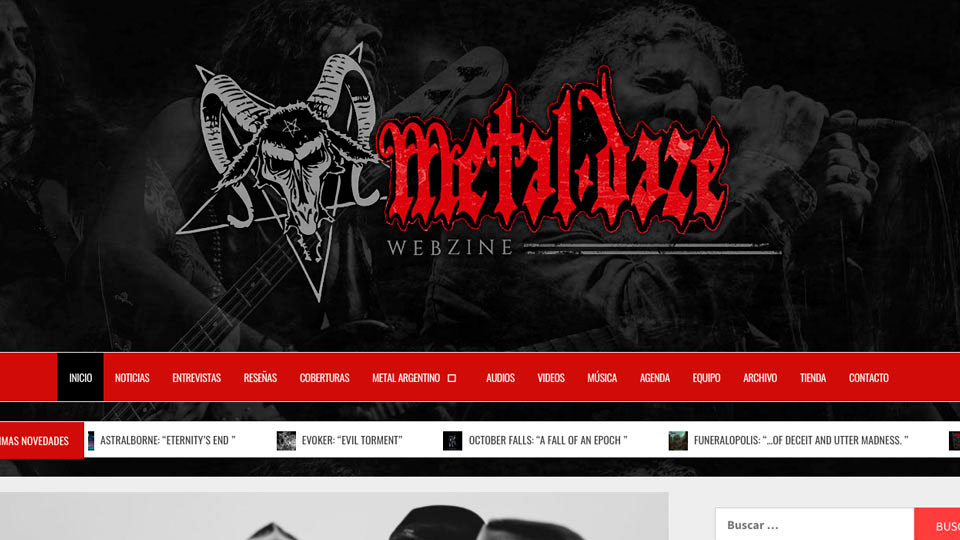 Metal-daze
WEBZINE
INICIO NOTICIAS ENTREVISTAS RESEÑAS COBERTURAS METAL ARGENTINO AUDIOS VIDEOS MÚSICA AGENDA EQUIPO ARCHIVO TIENDA CONTACTO
IMAS NOVEDADES ASTRALBORNE: “ETERNITY’S END ” EVOKER: “EVIL TORMENT” OCTOBER FALLS: “A FALL OF AN EPOCH ” FUNERALOPOLIS: “…OF DECEIT AND UTTER MADNESS. ”
Buscar … BUSC